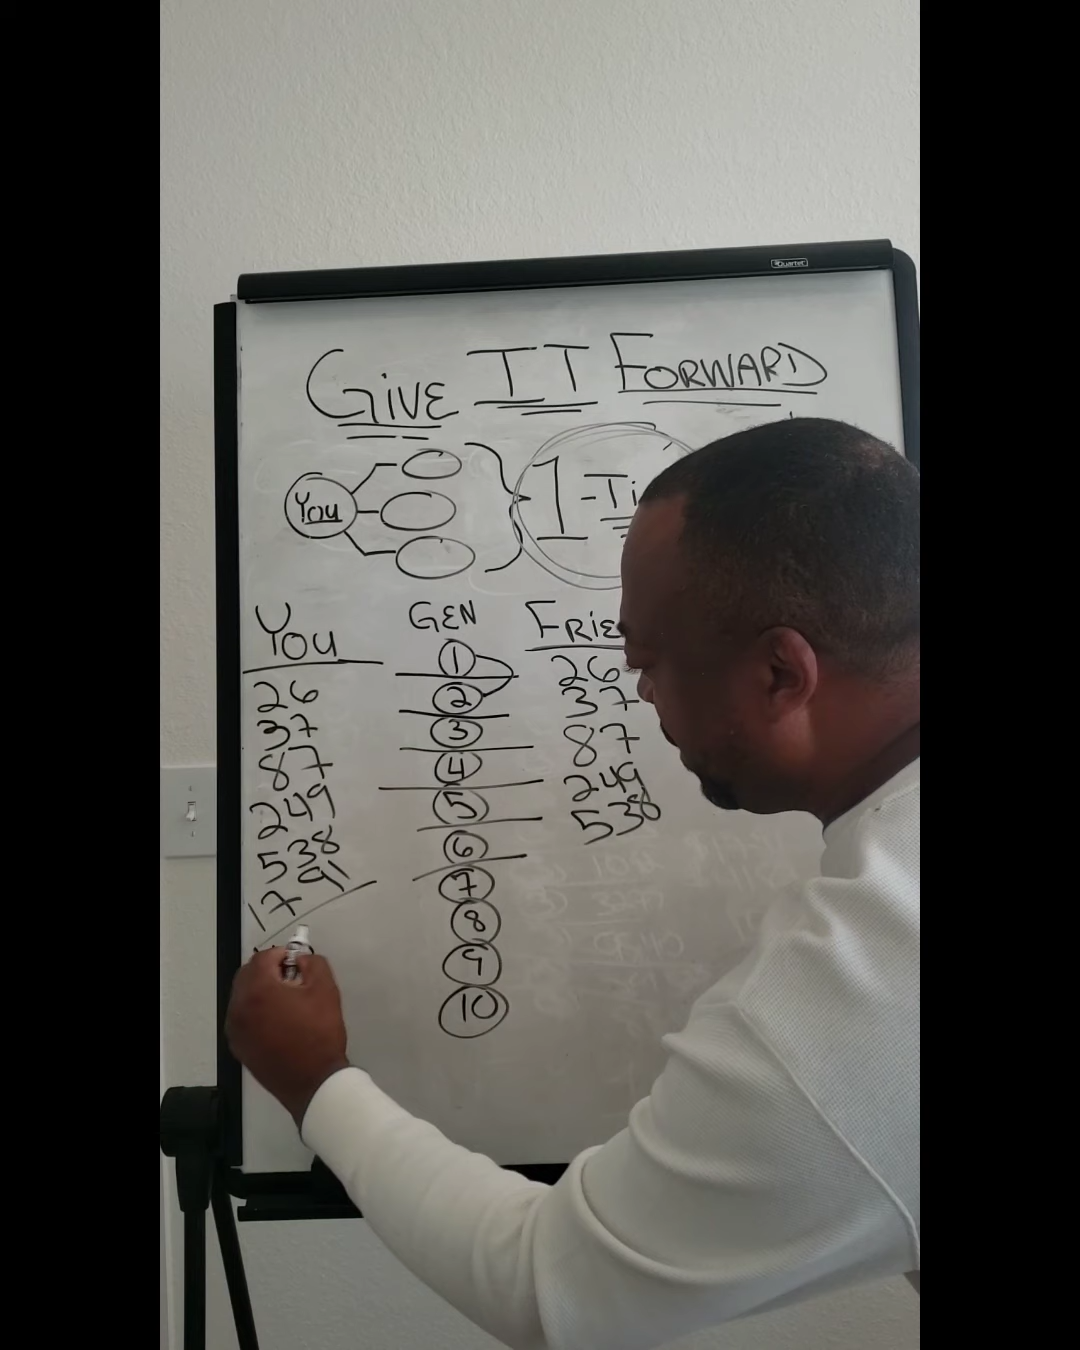 Quartet
GIVE IT FORWARD
You
1-Ti
YOU GEN FRIE
26 1 26
37 2 37
87 3 87
249 4 249
538 5 538
6
7
8
9
10